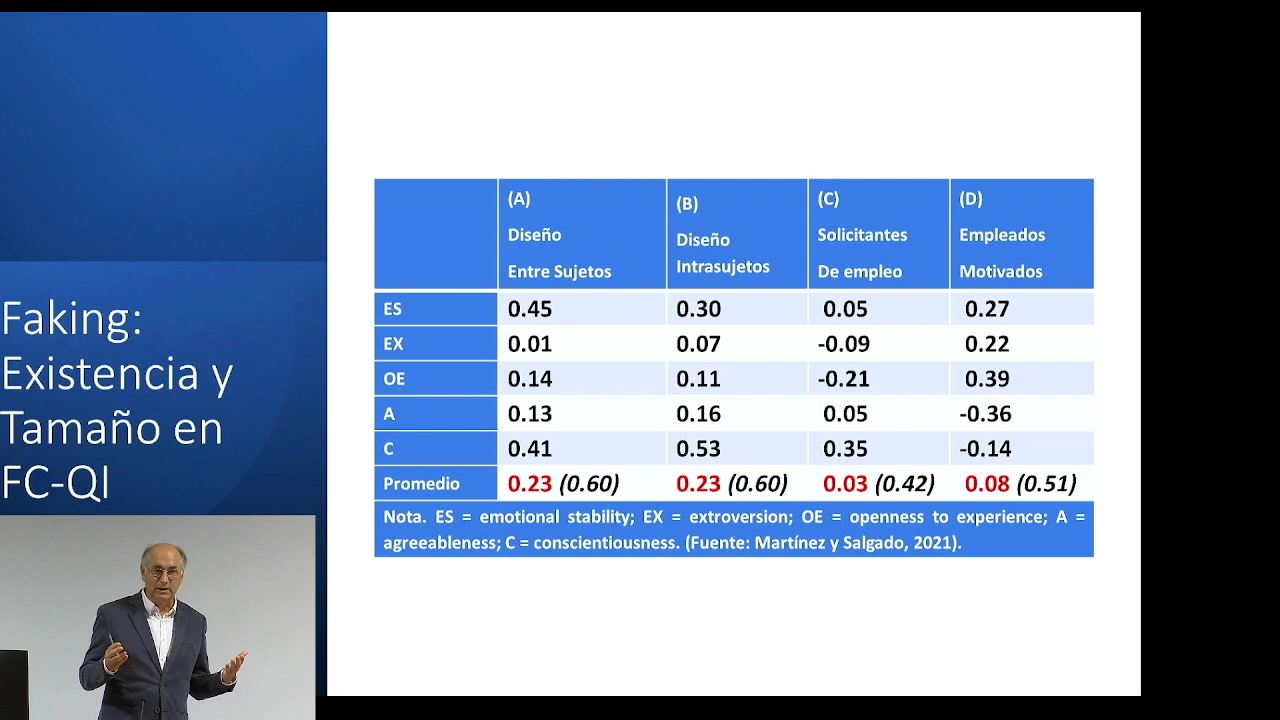 Faking:
Existencia y
Tamaño en
FC-QI
(A)
Diseño
Entre Sujetos
(B)
Diseño
Intrasujetos
(C)
Solicitantes
De empleo
(D)
Empleados
Motivados
ES 0.45 0.30 0.05 0.27
EX 0.01 0.07 -0.09 0.22
OE 0.14 0.11 -0.21 0.39
A 0.13 0.16 0.05 -0.36
C 0.41 0.53 0.35 -0.14
Promedio 0.23 (0.60) 0.23 (0.60) 0.03 (0.42) 0.08 (0.51)
Nota. ES = emotional stability; EX = extroversion; OE = openness to experience; A =
agreeableness; C = conscientiousness. (Fuente: Martínez y Salgado, 2021).